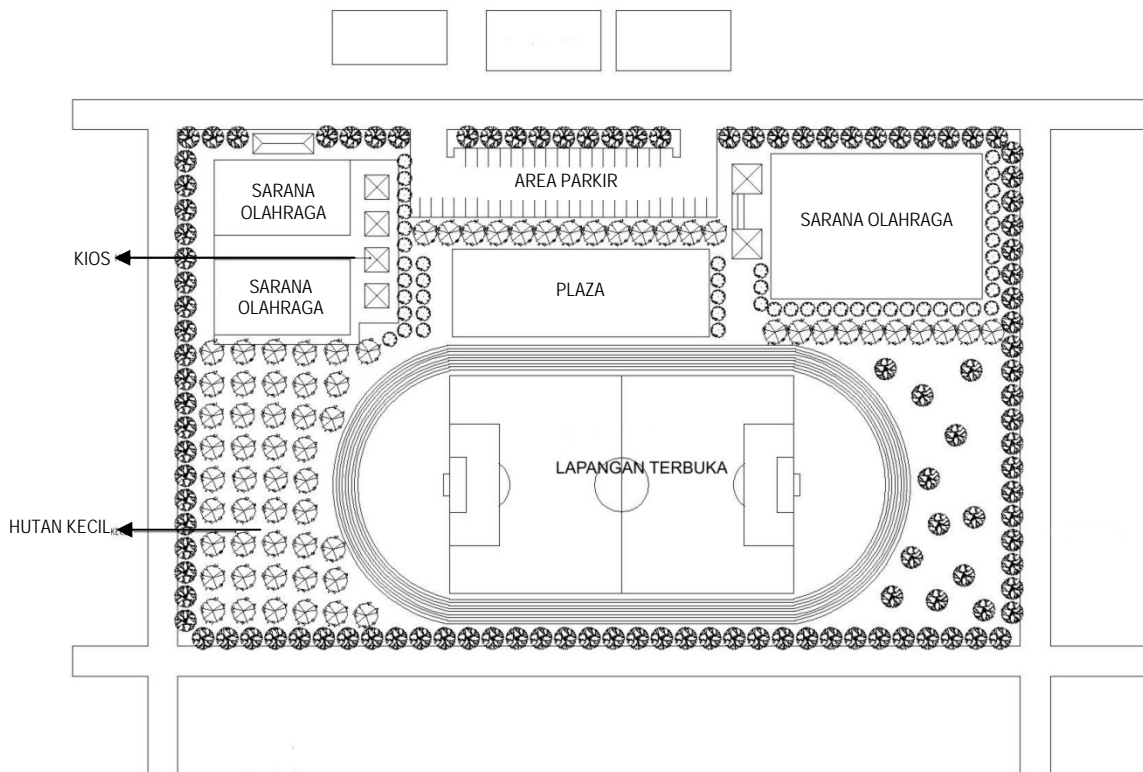 AREA PARKIR
SARANA
OLAHRAGA
SARANA OLAHRAGA
KIOS
SARANA
OLAHRAGA
PLAZA
LAPANGAN TERBUKA
HUTAN KECIL